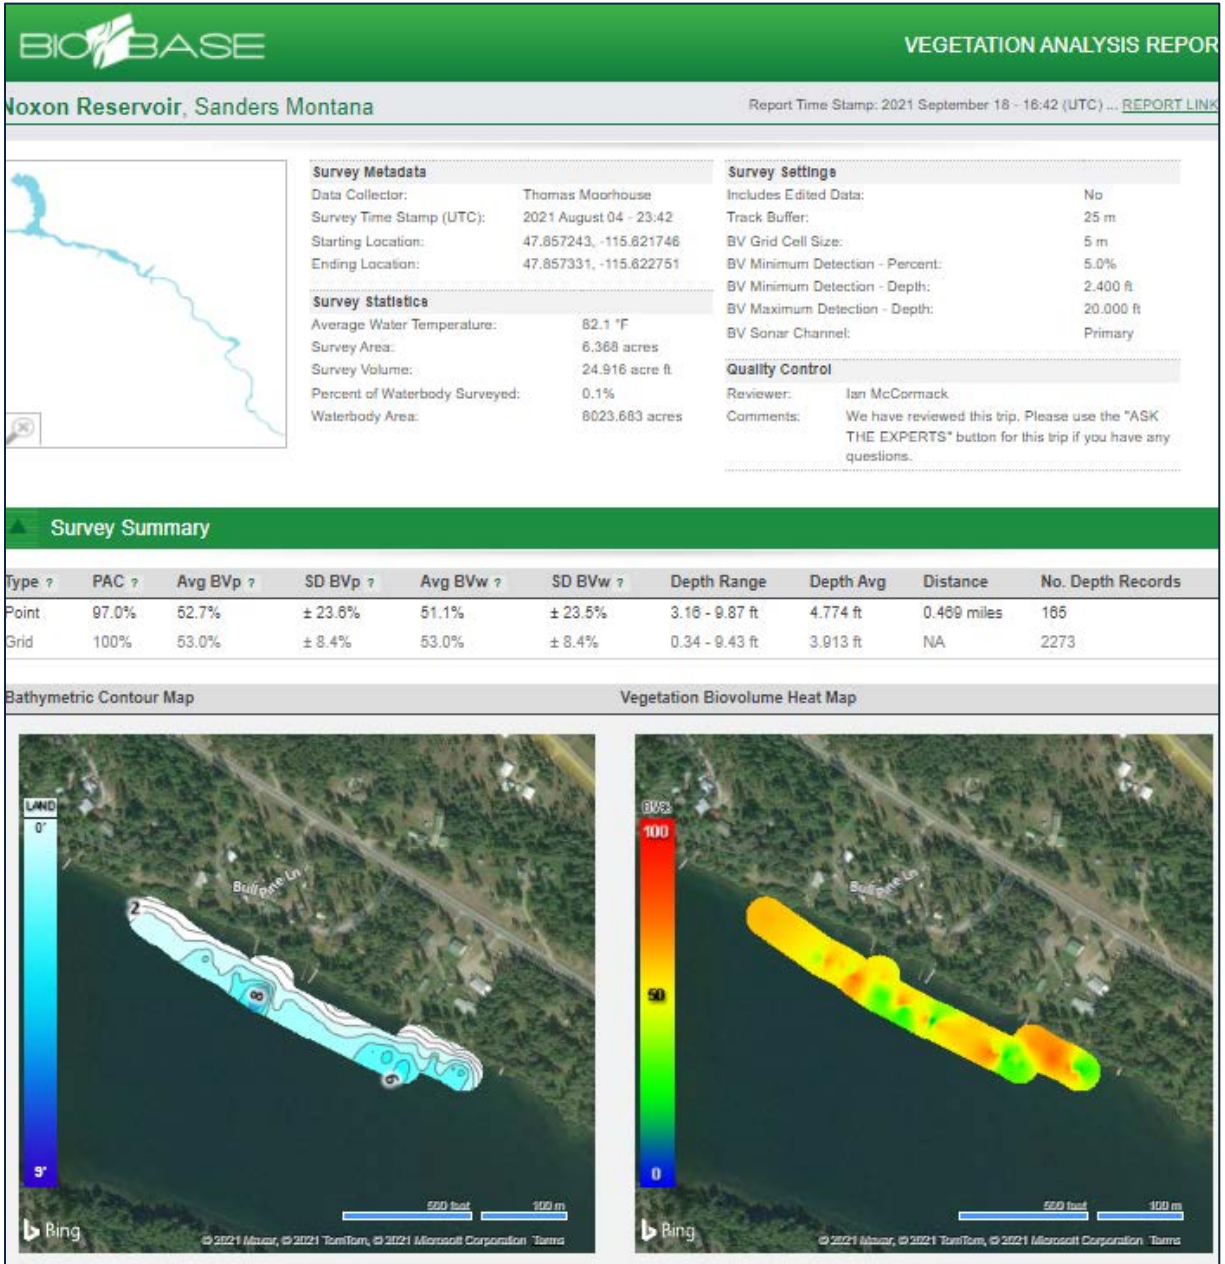 BIOBASE
VEGETATION ANALYSIS REPOR
Noxon Reservoir, Sanders Montana
Report Time Stamp: 2021 September 18 - 16:42 (UTC) ... REPORT LINK
Survey Metadata
Data Collector: Thomas Moorhouse
Survey Time Stamp (UTC): 2021 August 04 - 23:42
Starting Location: 47.857243, -115.621746
Ending Location: 47.857331, -115.622751
Survey Statistics
Average Water Temperature: 82.1 °F
Survey Area: 6.368 acres
Survey Volume: 24.916 acre ft
Percent of Waterbody Surveyed: 0.1%
Waterbody Area: 8023.683 acres
Survey Settings
Includes Edited Data: No
Track Buffer: 25 m
BV Grid Cell Size: 5 m
BV Minimum Detection - Percent: 5.0%
BV Minimum Detection - Depth: 2.400 ft
BV Maximum Detection - Depth: 20.000 ft
BV Sonar Channel: Primary
Quality Control
Reviewer: Ian McCormack
Comments: We have reviewed this trip. Please use the "ASK
THE EXPERTS" button for this trip if you have any
questions.
Survey Summary
Type ? PAC ? Avg BVp ? SD BVp ? Avg BVw ? SD BVw ? Depth Range Depth Avg Distance No. Depth Records
Point 97.0% 52.7% ± 23.6% 51.1% ± 23.5% 3.16 - 9.87 ft 4.774 ft 0.469 miles 165
Grid 100% 53.0% ± 8.4% 53.0% ± 8.4% 0.34 - 9.43 ft 3.913 ft NA 2273
Bathymetric Contour Map
LAND
0'
9'
Bull Pine Ln
2
8
6
500 feet 100 m
Bing
© 2021 Maxar, © 2021 TomTom, © 2021 Microsoft Corporation Terms
Vegetation Biovolume Heat Map
BV%
100
50
0
Bull Pine Ln
500 feet 100 m
Bing
© 2021 Maxar, © 2021 TomTom, © 2021 Microsoft Corporation Terms